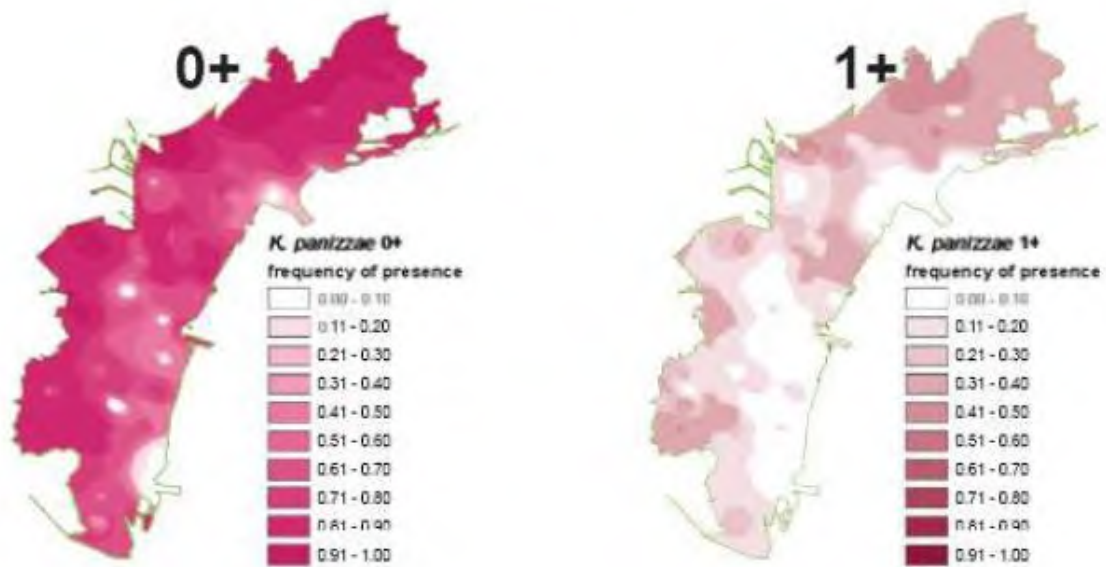 0+
K. panizzae 0+
frequency of presence
0.00 - 0.10
0.11 - 0.20
0.21 - 0.30
0.31 - 0.40
0.41 - 0.50
0.51 - 0.60
0.61 - 0.70
0.71 - 0.80
0.81 - 0.90
0.91 - 1.00
1+
K. panizzae 1+
frequency of presence
0.00 - 0.10
0.11 - 0.20
0.21 - 0.30
0.31 - 0.40
0.41 - 0.50
0.51 - 0.60
0.61 - 0.70
0.71 - 0.80
0.81 - 0.90
0.91 - 1.00